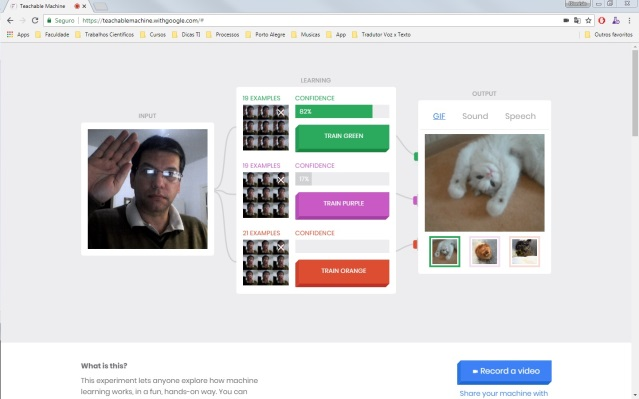 Teachable Machine
Seguro
https://teachablemachine.withgoogle.com/#
Apps Faculdade Trabalhos Científicos Cursos Dicas TI Processos Porto Alegre Musicas App Tradutor Voz x Texto Outros favoritos
LEARNING
OUTPUT
INPUT
19 EXAMPLES CONFIDENCE
82%
TRAIN GREEN
19 EXAMPLES CONFIDENCE
17%
TRAIN PURPLE
21 EXAMPLES CONFIDENCE
TRAIN ORANGE
GIF Sound Speech
What is this?
This experiment lets anyone explore how machine
learning works, in a fun, hands-on way. You can
Record a video
Share your machine with